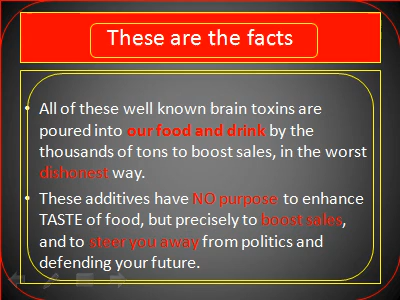 These are the facts
• All of these well known brain toxins are
poured into our food and drink by the
thousands of tons to boost sales, in the worst
dishonest way.
• These additives have NO purpose to enhance
TASTE of food, but precisely to boost sales,
and to steer you away from politics and
defending your future.